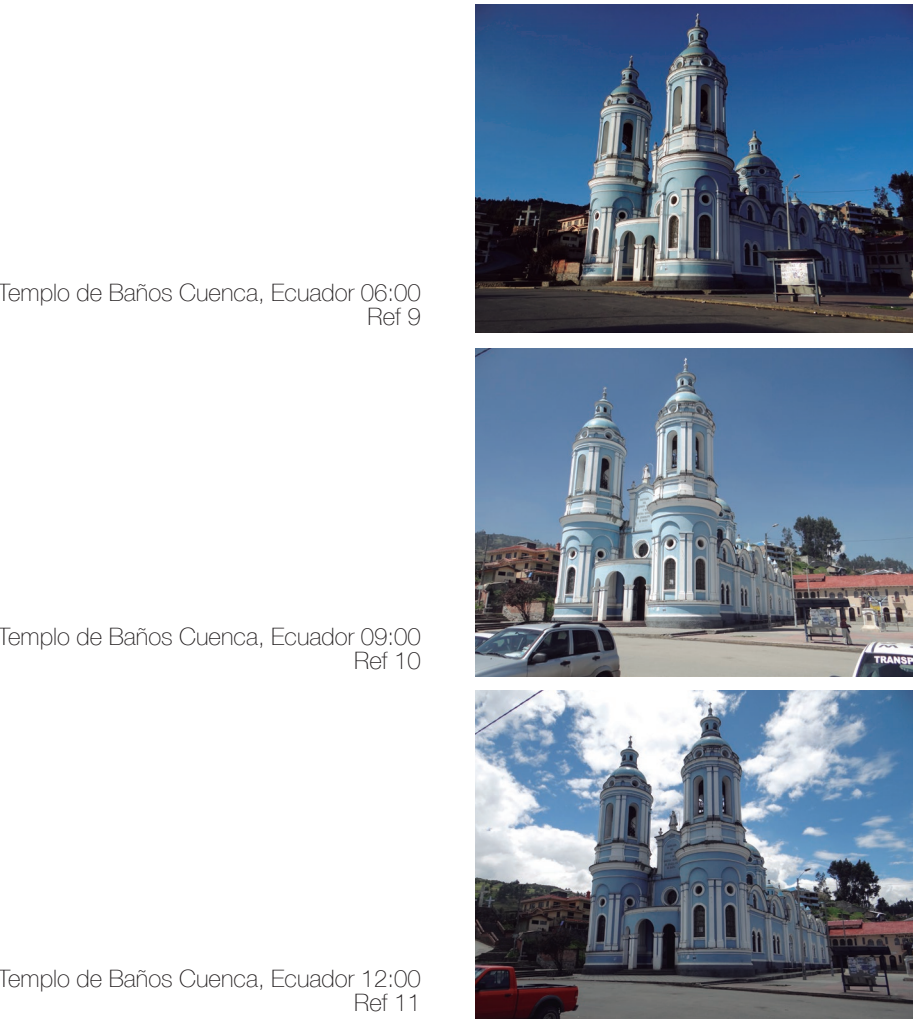 Templo de Baños Cuenca, Ecuador 06:00
Ref 9
Templo de Baños Cuenca, Ecuador 09:00
Ref 10
TRANSP
Templo de Baños Cuenca, Ecuador 12:00
Ref 11